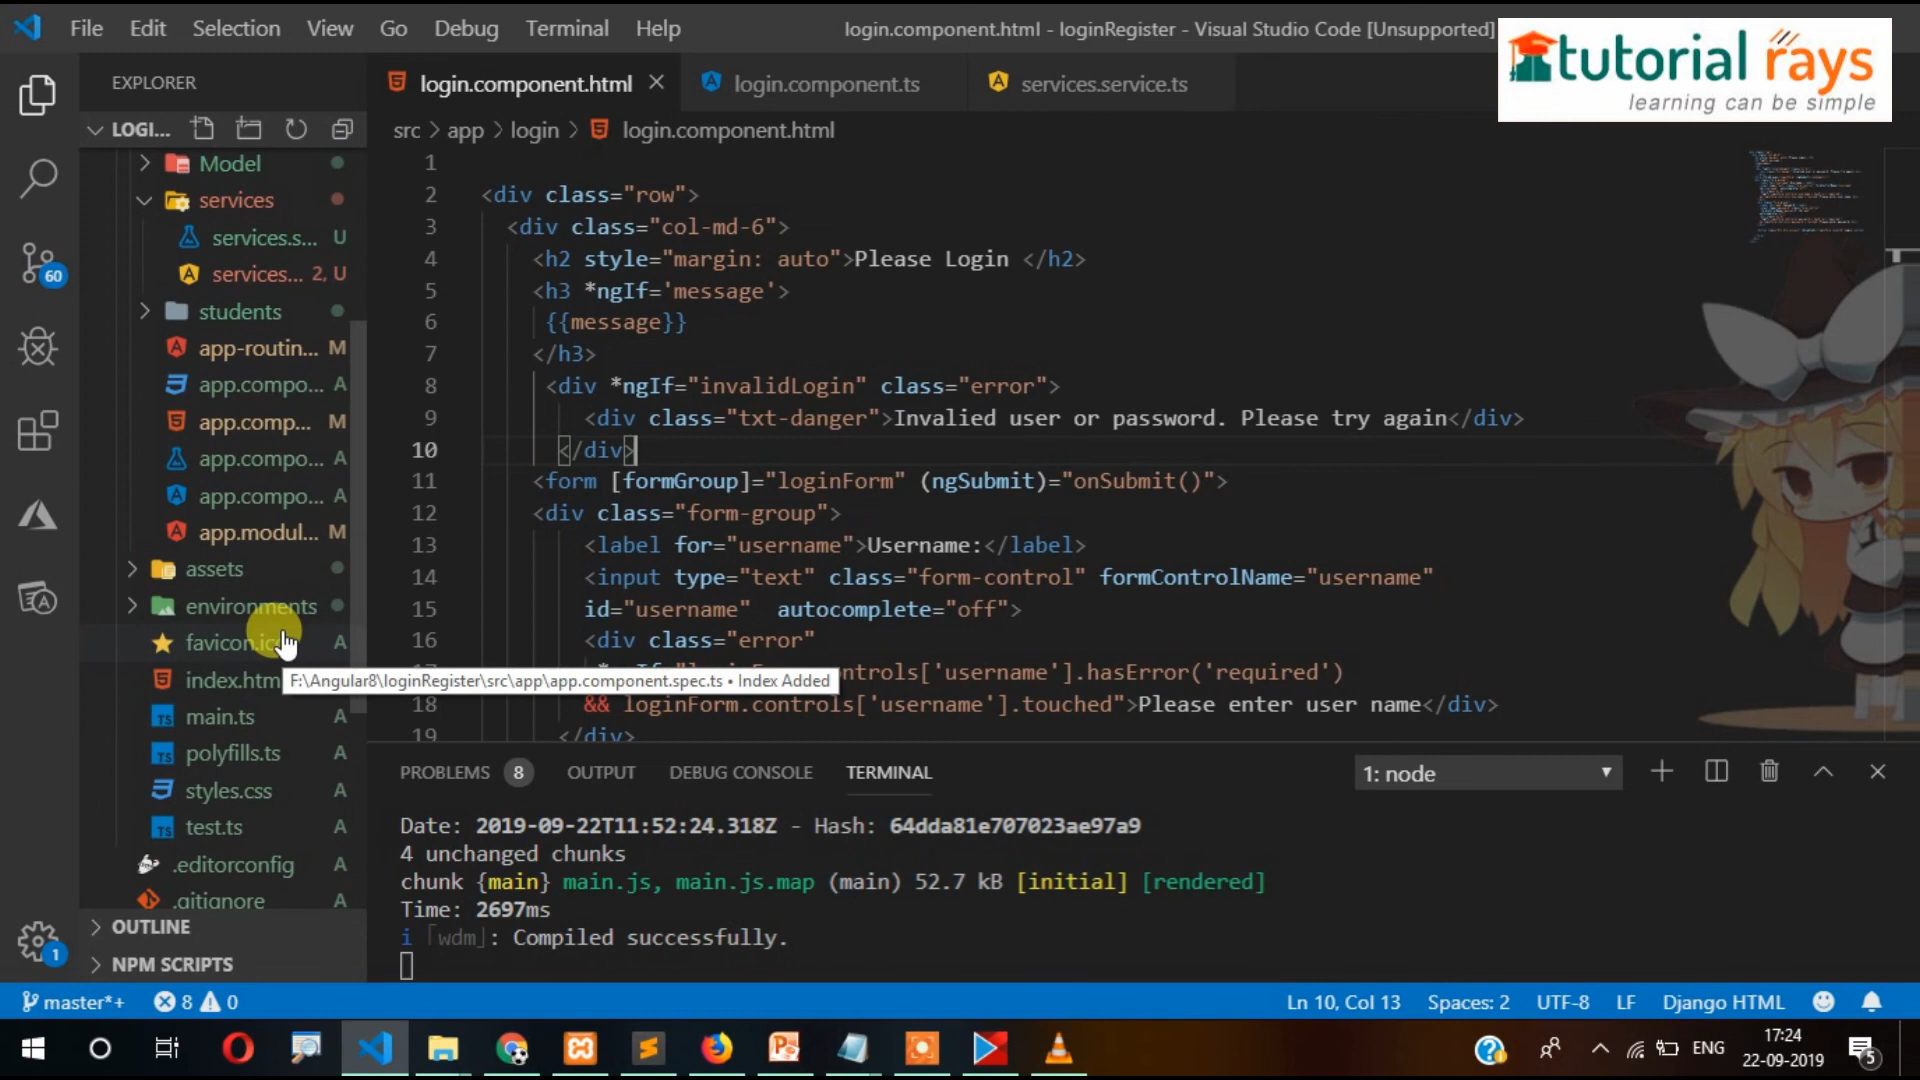 File Edit Selection View Go Debug Terminal Help
login.component.html - loginRegister - Visual Studio Code [Unsupported]
tutorial rays
learning can be simple
EXPLORER
LOGI...
Model
services
services.s... U
services... 2, U
students
app-routin... M
app.compo... A
app.comp... M
app.compo... A
app.compo... A
app.modul... M
assets
environments
favicon.ic A
index.htm
main.ts A
polyfills.ts A
styles.css A
test.ts A
.editorconfig A
.gitignore A
OUTLINE
NPM SCRIPTS
60
1
login.component.html
login.component.ts
services.service.ts
src > app > login > login.component.html
1
2 <div class="row">
3 <div class="col-md-6">
4 <h2 style="margin: auto">Please Login </h2>
5 <h3 *ngIf='message'>
6 {{message}}
7 </h3>
8 <div *ngIf="invalidLogin" class="error">
9 <div class="txt-danger">Invalied user or password. Please try again</div>
10 </div>
11 <form [formGroup]="loginForm" (ngSubmit)="onSubmit()">
12 <div class="form-group">
13 <label for="username">Username:</label>
14 <input type="text" class="form-control" formControlName="username"
15 id="username" autocomplete="off">
16 <div class="error"
ntrols['username'].hasError('required')
F:\Angular8\loginRegister\src\app\app.component.spec.ts • Index Added
18 && loginForm.controls['username'].touched">Please enter user name</div>
19 </div>
PROBLEMS 8 OUTPUT DEBUG CONSOLE TERMINAL
1: node
Date: 2019-09-22T11:52:24.318Z - Hash: 64dda81e707023ae97a9
4 unchanged chunks
chunk {main} main.js, main.js.map (main) 52.7 kB [initial] [rendered]
Time: 2697ms
i ｢wdm｣: Compiled successfully.
master*+ 8 0
Ln 10, Col 13 Spaces: 2 UTF-8 LF Django HTML
ENG
17:24
22-09-2019
5